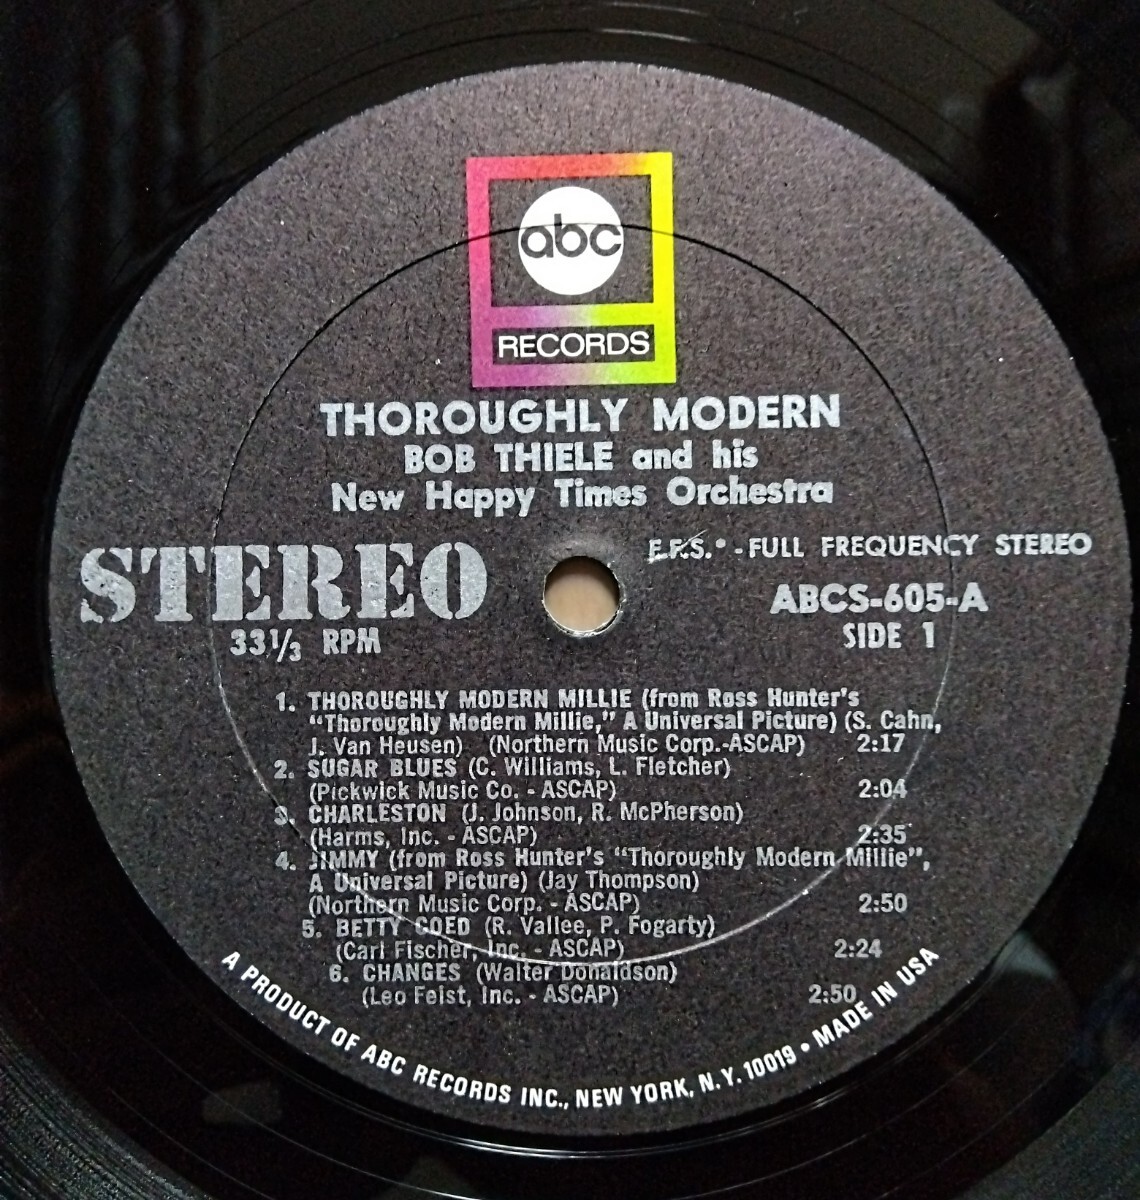 abc
RECORDS
THOROUGHLY MODERN
BOB THIELE and his
New Happy Times Orchestra
STEREO
33⅓ RPM
F.F.S.* - FULL FREQUENCY STEREO
ABCS-605-A
SIDE 1
1. THOROUGHLY MODERN MILLIE (from Ross Hunter's
"Thoroughly Modern Millie," A Universal Picture) (S. Cahn,
J. Van Heusen) (Northern Music Corp.-ASCAP) 2:17
2. SUGAR BLUES (C. Williams, L. Fletcher)
(Pickwick Music Co. - ASCAP) 2:04
3. CHARLESTON (J. Johnson, R. McPherson)
(Harms, Inc. - ASCAP) 2:35
4. JIMMY (from Ross Hunter's "Thoroughly Modern Millie",
A Universal Picture) (Jay Thompson)
(Northern Music Corp. - ASCAP) 2:50
5. BETTY COED (R. Vallee, P. Fogarty)
(Carl Fischer, Inc. - ASCAP) 2:24
6. CHANGES (Walter Donaldson)
(Leo Feist, Inc. - ASCAP) 2:50
A PRODUCT OF ABC RECORDS INC., NEW YORK, N.Y. 10019 • MADE IN USA